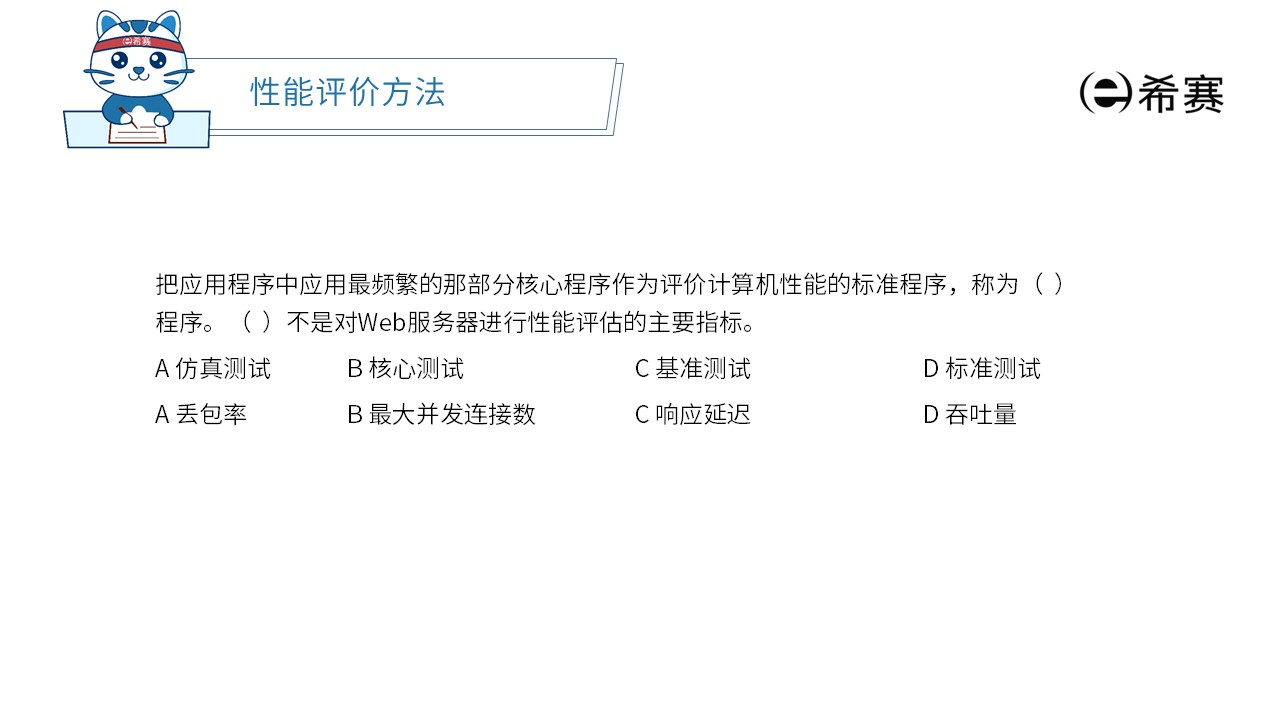 希赛
性能评价方法
希赛
把应用程序中应用最频繁的那部分核心程序作为评价计算机性能的标准程序，称为（ ）
程序。（ ）不是对Web服务器进行性能评估的主要指标。
A 仿真测试 B 核心测试 C 基准测试 D 标准测试
A 丢包率 B 最大并发连接数 C 响应延迟 D 吞吐量